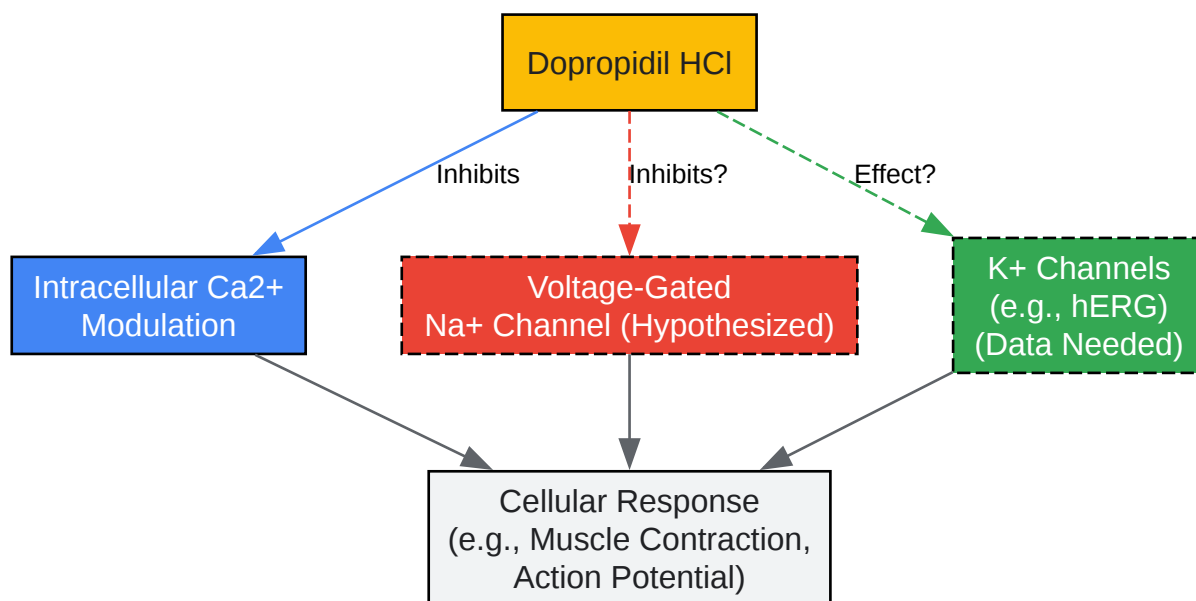 Dopropidil HCl
Inhibits
Inhibits?
Effect?
Intracellular Ca2+
Modulation
Voltage-Gated
Na+ Channel (Hypothesized)
K+ Channels
(e.g., hERG)
(Data Needed)
Cellular Response
(e.g., Muscle Contraction,
Action Potential)